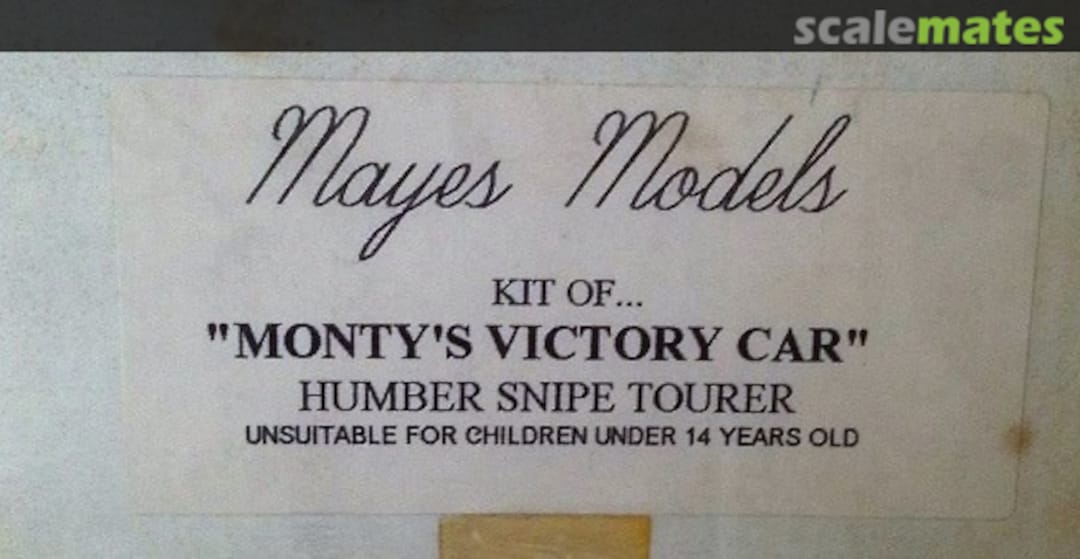 scalemates
Mayes Models
KIT OF...
"MONTY'S VICTORY CAR"
HUMBER SNIPE TOURER
UNSUITABLE FOR CHILDREN UNDER 14 YEARS OLD